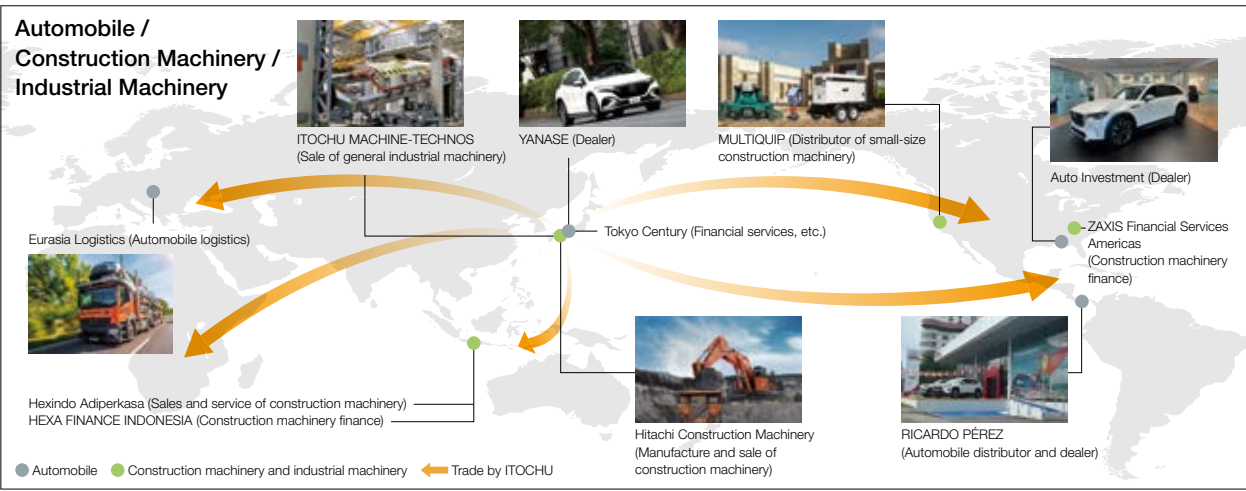 Automobile /
Construction Machinery /
Industrial Machinery
ITOCHU MACHINE-TECHNOS
(Sale of general industrial machinery)
YANASE (Dealer)
MULTIQUIP (Distributor of small-size
construction machinery)
Auto Investment (Dealer)
Eurasia Logistics (Automobile logistics)
Tokyo Century (Financial services, etc.)
ZAXIS Financial Services
Americas
(Construction machinery
finance)
Hexindo Adiperkasa (Sales and service of construction machinery)
HEXA FINANCE INDONESIA (Construction machinery finance)
Hitachi Construction Machinery
(Manufacture and sale of
construction machinery)
RICARDO PÉREZ
(Automobile distributor and dealer)
Automobile
Construction machinery and industrial machinery
Trade by ITOCHU